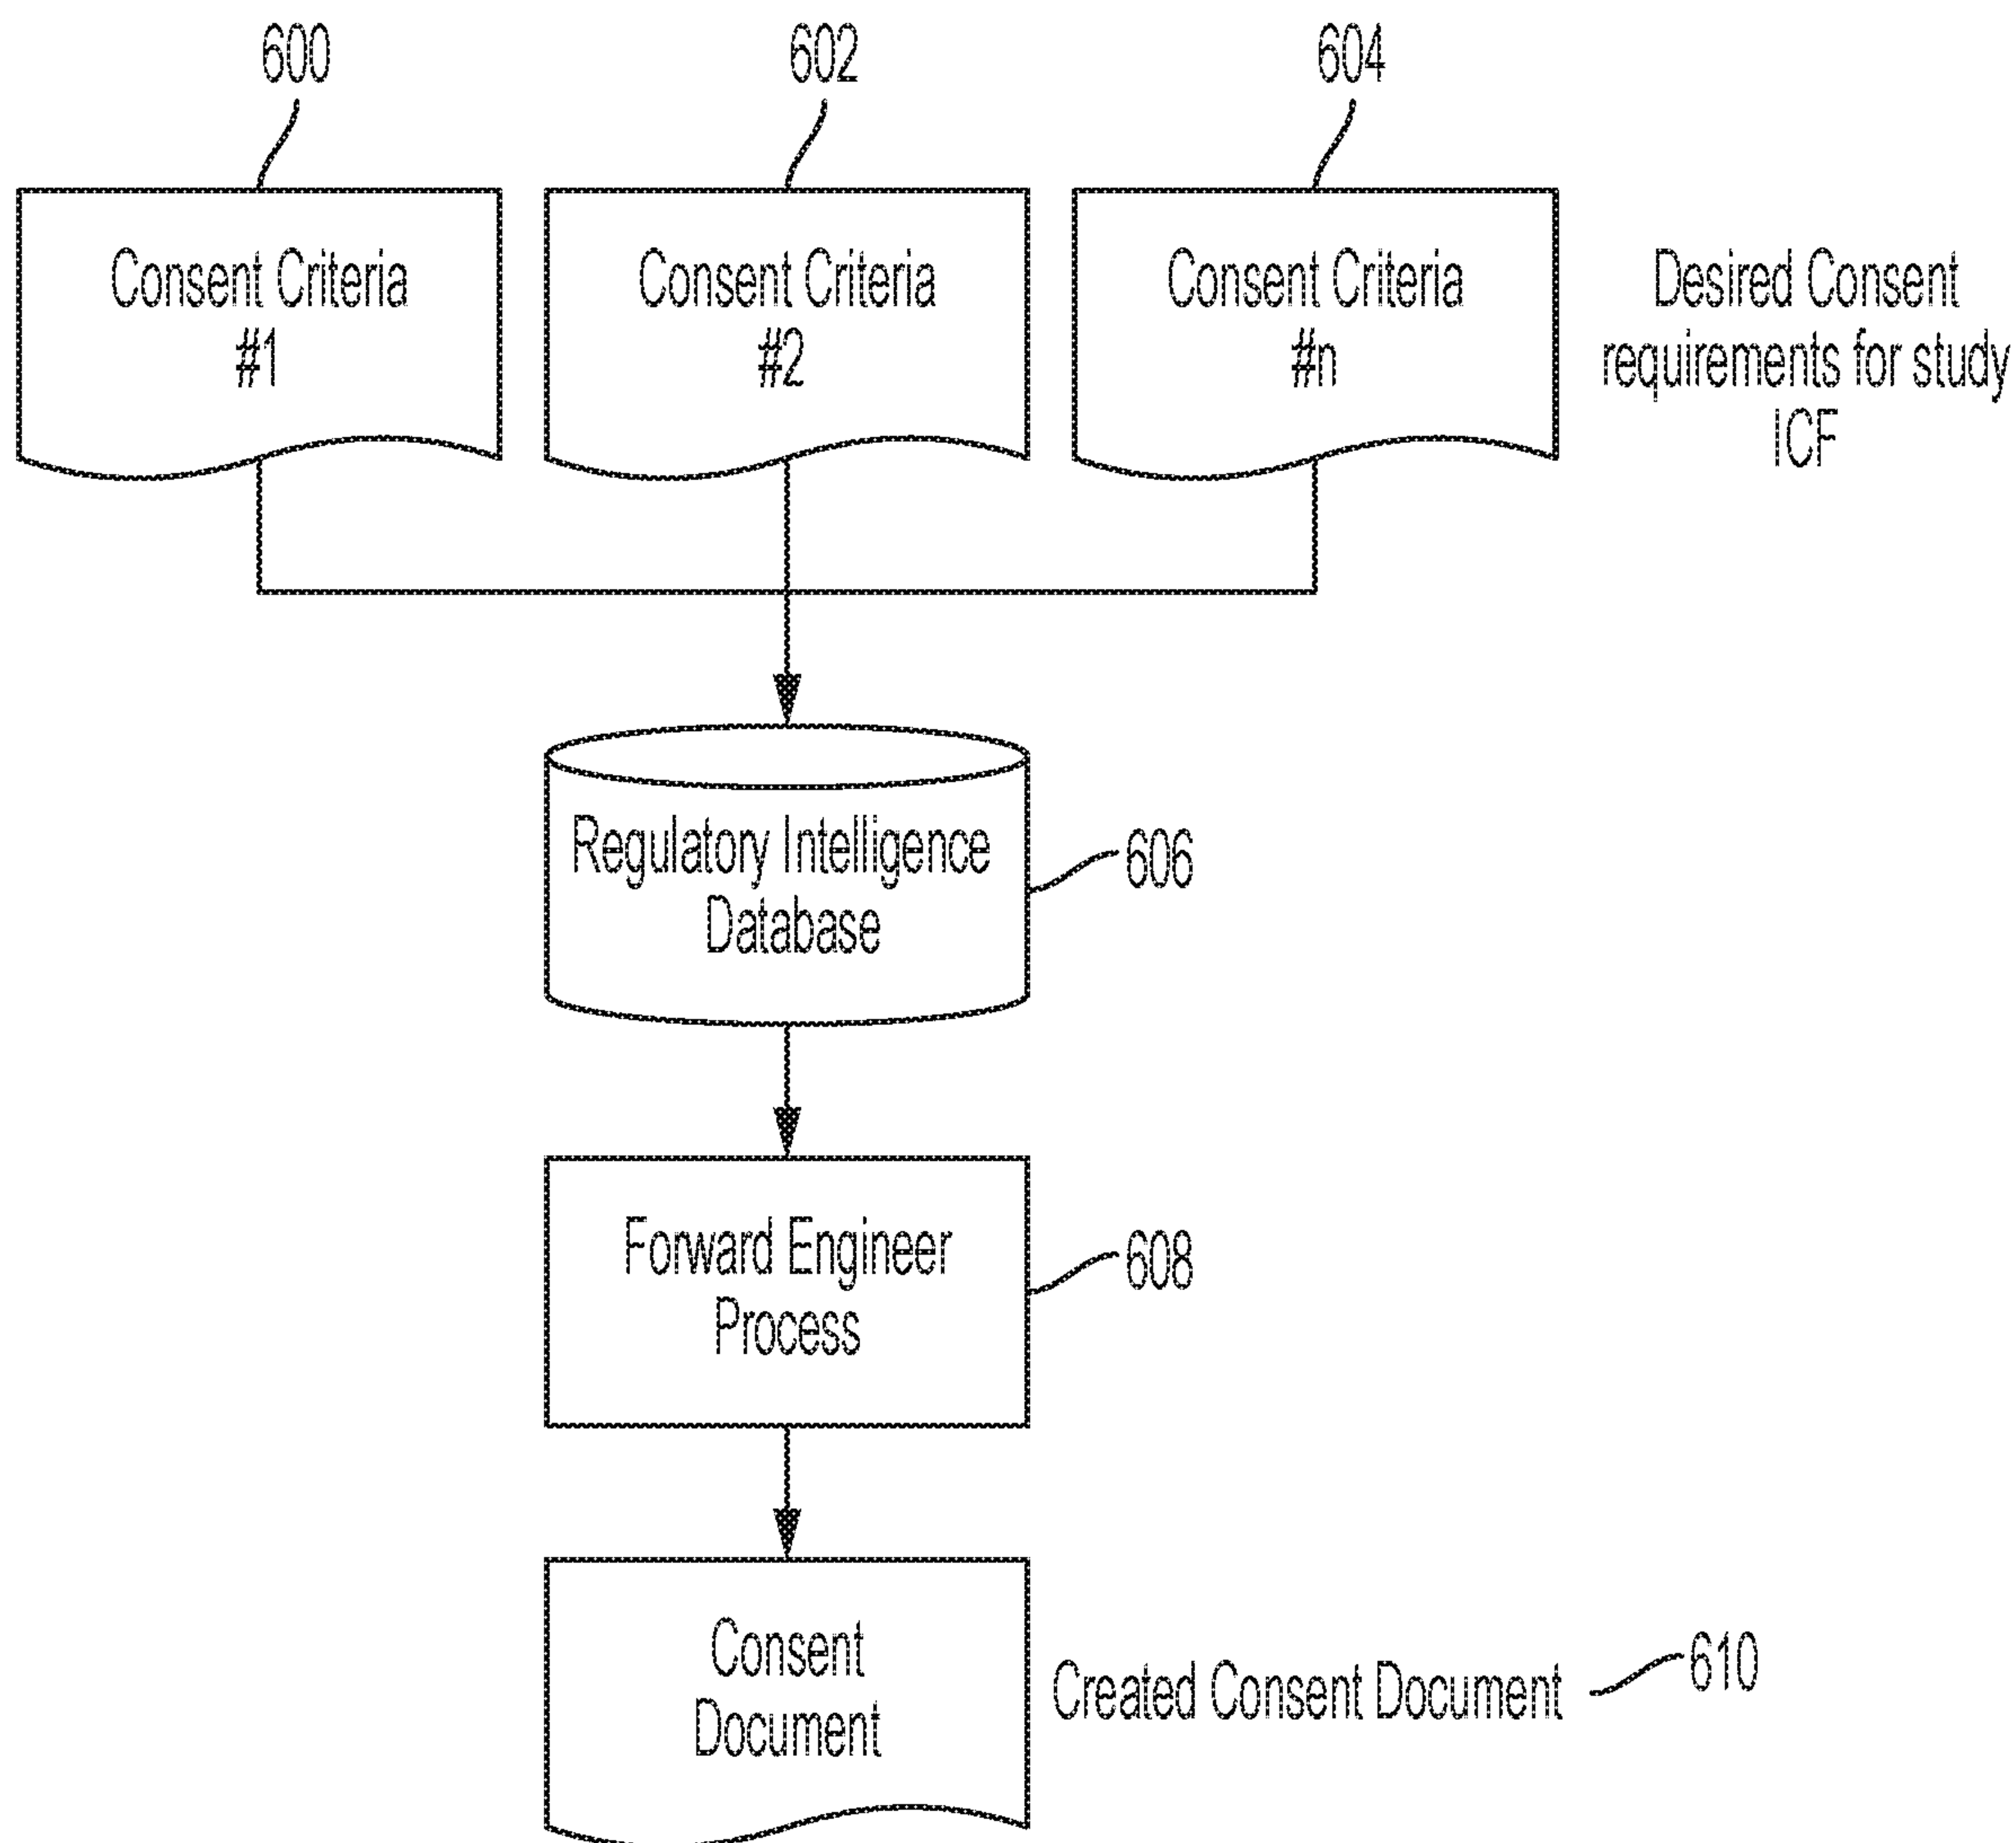 600
602
604
Consent Criteria
#1
Consent Criteria
#2
Consent Criteria
#n
Desired Consent
requirements for study
ICF
Regulatory Intelligence
Database
606
Forward Engineer
Process
608
Consent
Document
Created Consent Document
610